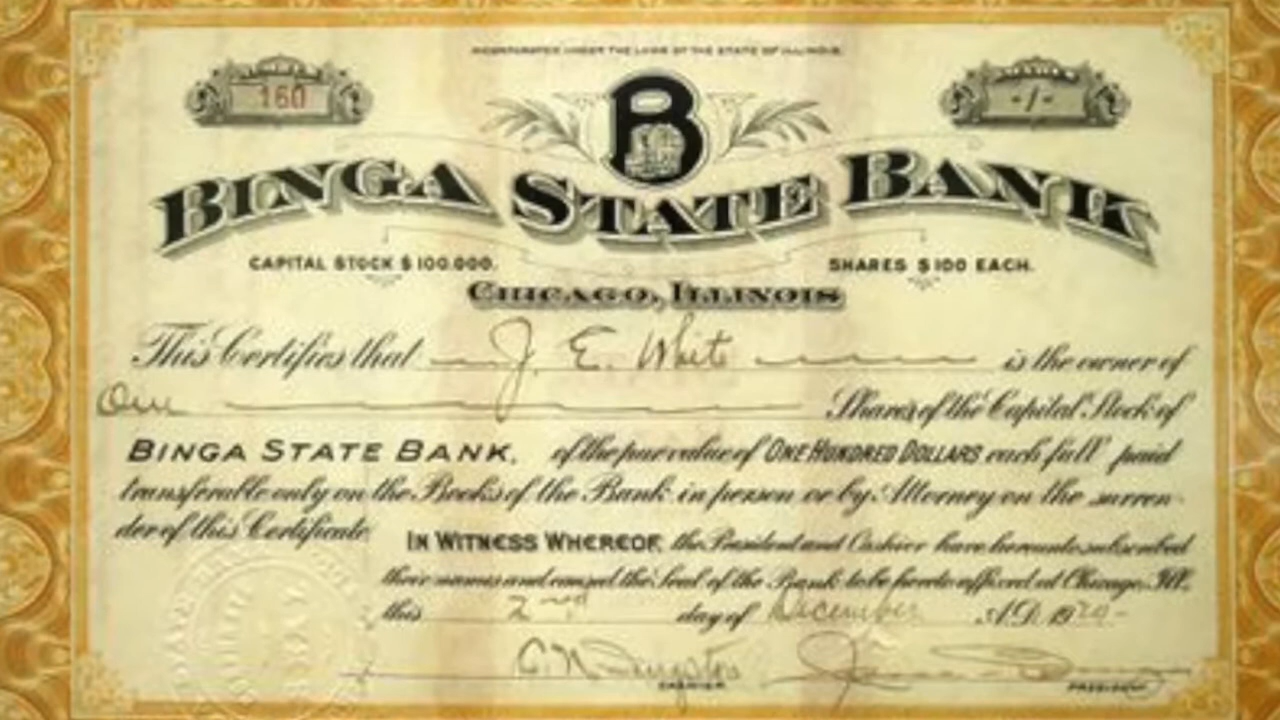 INCORPORATED UNDER THE LAWS OF THE STATE OF ILLINOIS.
160
SHARES
-1-
B
BINGA STATE BANK
CAPITAL STOCK $100.000.
SHARES $100 EACH.
CHICAGO, ILLINOIS
This Certifies that J. E. White is the owner of
One Shares of the Capital Stock of
BINGA STATE BANK, of the par value of ONE HUNDRED DOLLARS each full paid
transferable only on the Books of the Bank in person or by Attorney on the surren-
der of this Certificate
IN WITNESS WHEREOF, the President and Cashier have hereunto subscribed
their names and caused the Seal of the Bank to be hereto affixed at Chicago, Ill.
this 2nd day of December A.D. 1920-
C. N. Langston
CASHIER
PRESIDENT